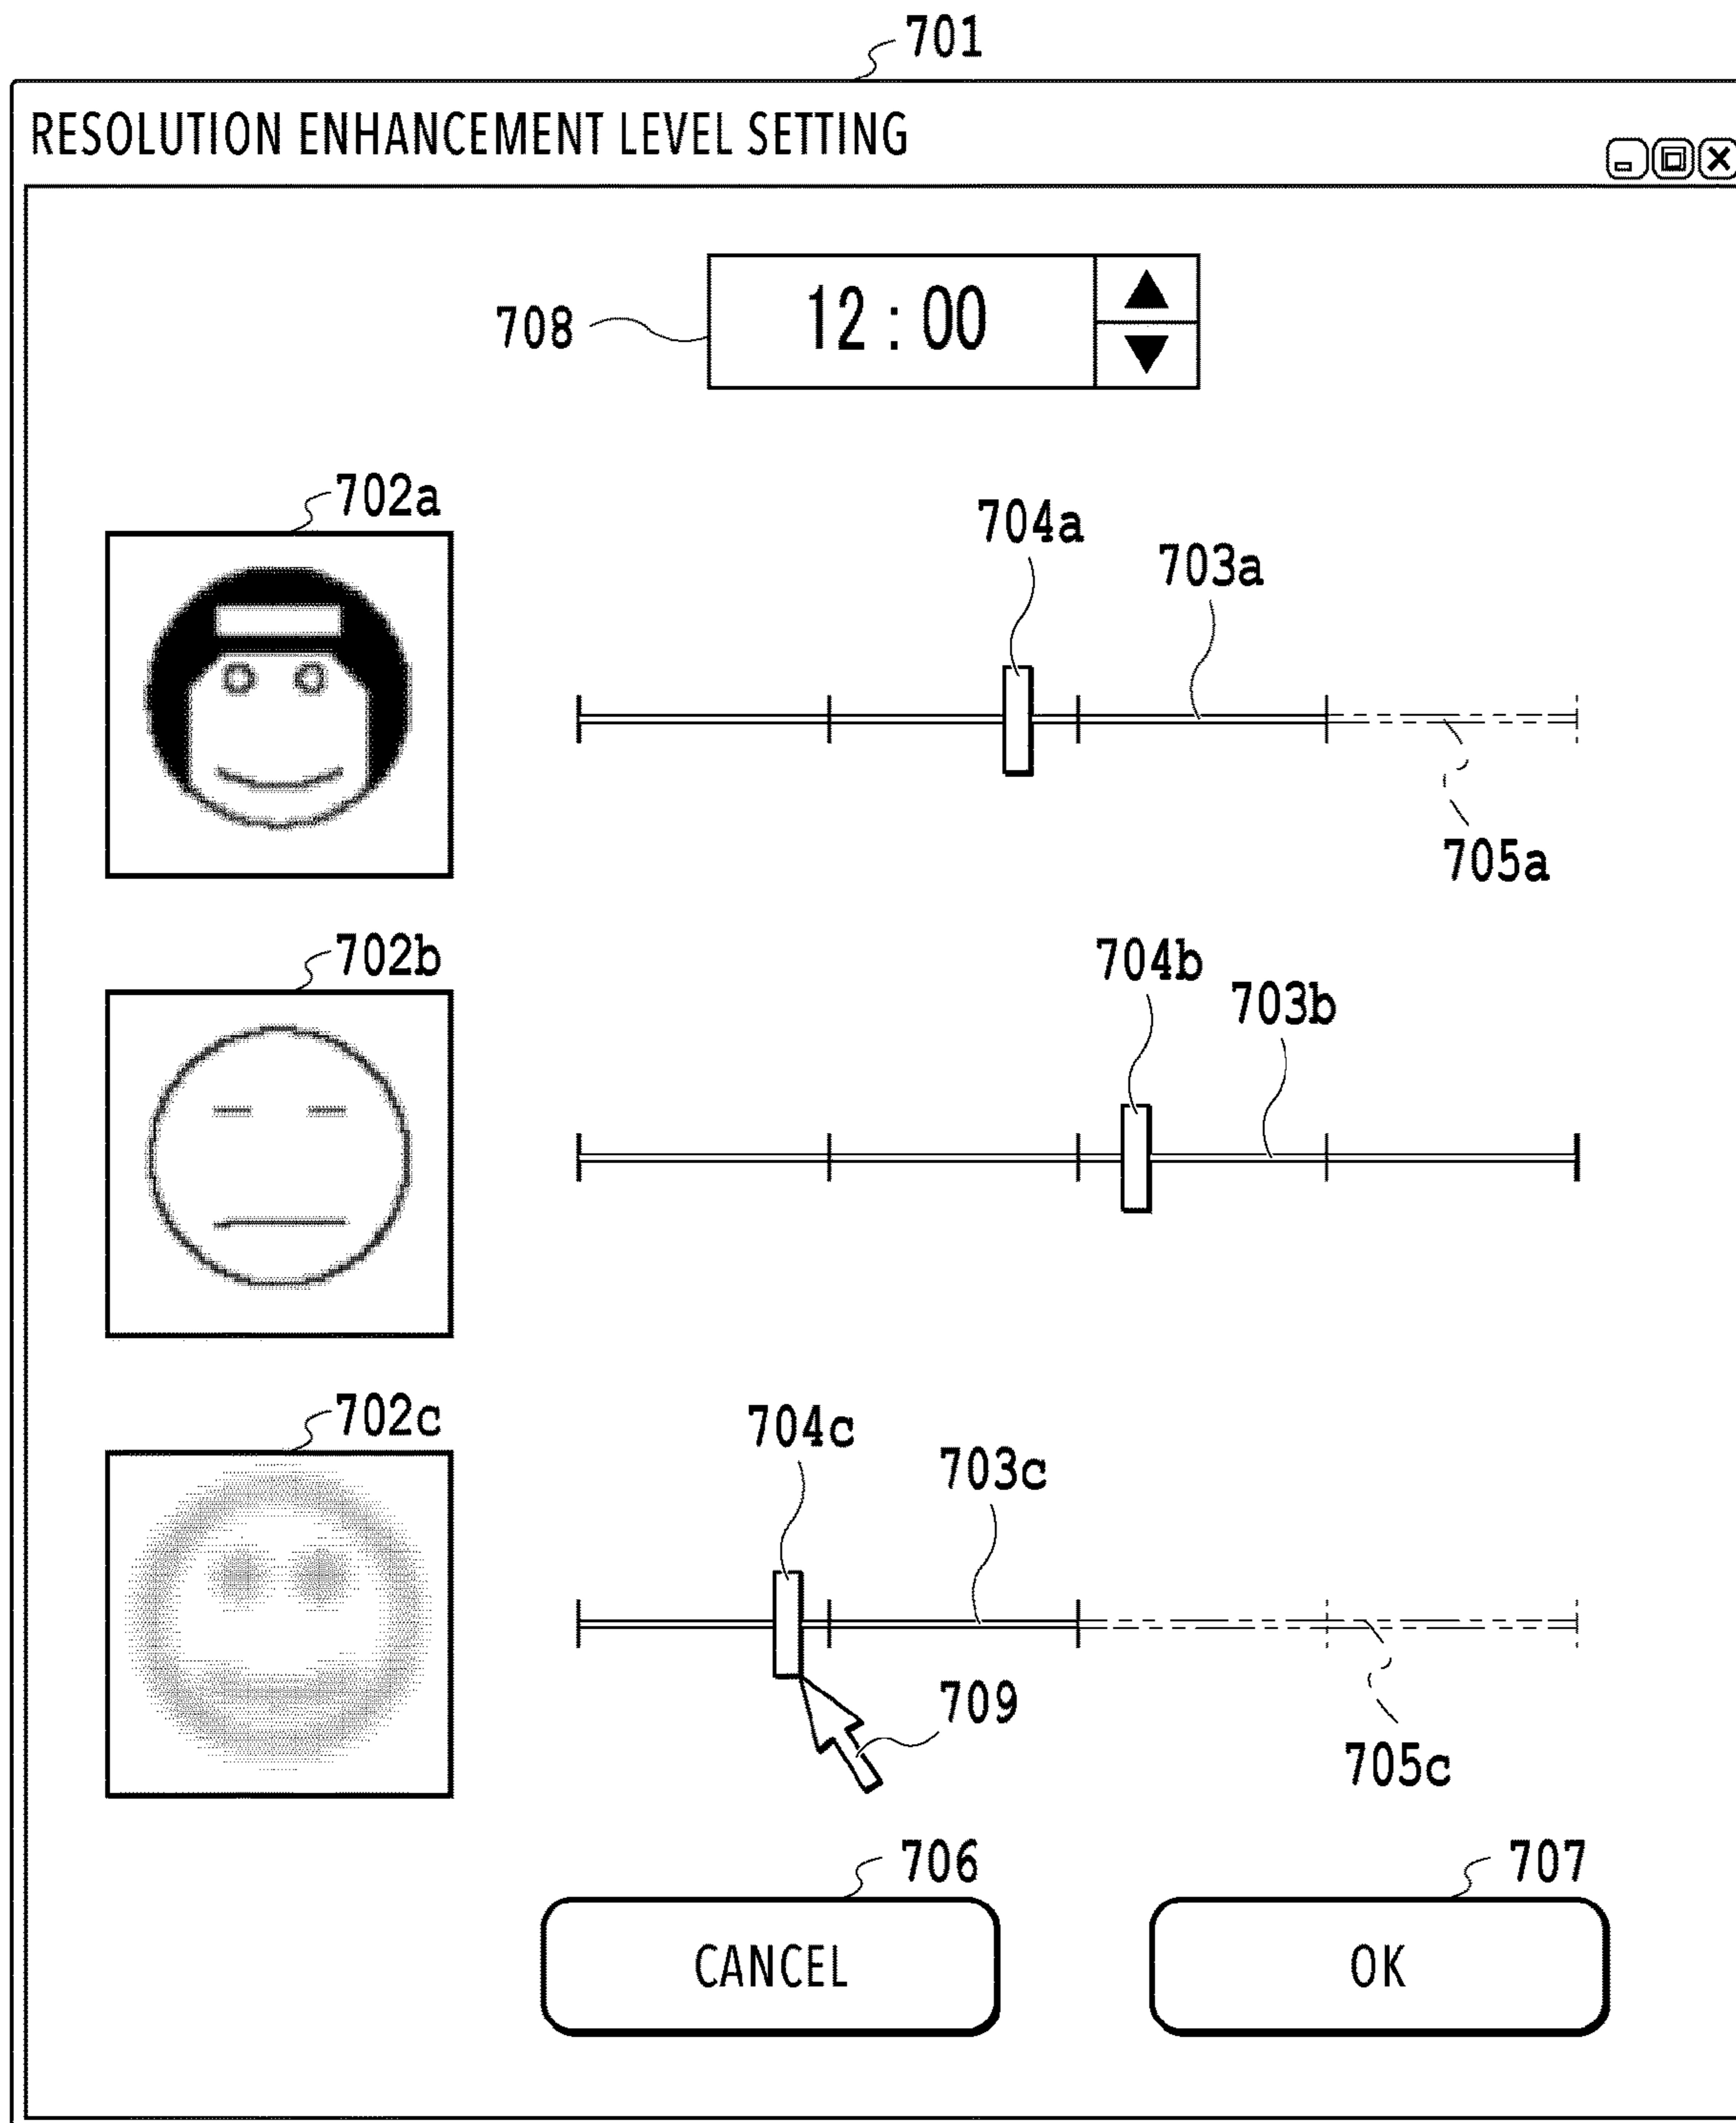 701
RESOLUTION ENHANCEMENT LEVEL SETTING
708
12 : 00
702a
704a
703a
705a
702b
704b
703b
702c
704c
703c
709
705c
706
707
CANCEL
OK